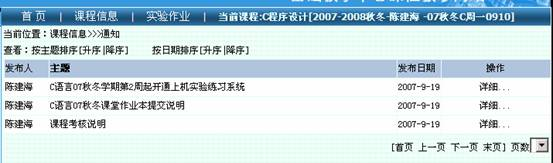 首 页 | 课程信息 | 实验作业 | 当前课程:C程序设计[2007-2008秋冬-陈建海 -07秋冬C周一0910]
当前位置：课程信息>>>通知
查看：按主题排序[升序|降序] 按日期排序[升序|降序]
发布人 主题 发布日期 操作
陈建海 C语言07秋冬学期第2周起开通上机实验练习系统 2007-9-19 详细...
陈建海 C语言07秋冬课堂作业本提交说明 2007-9-19 详细...
陈建海 课程考核说明 2007-9-19 详细...
[首页 上一页 下一页 末页] 页数